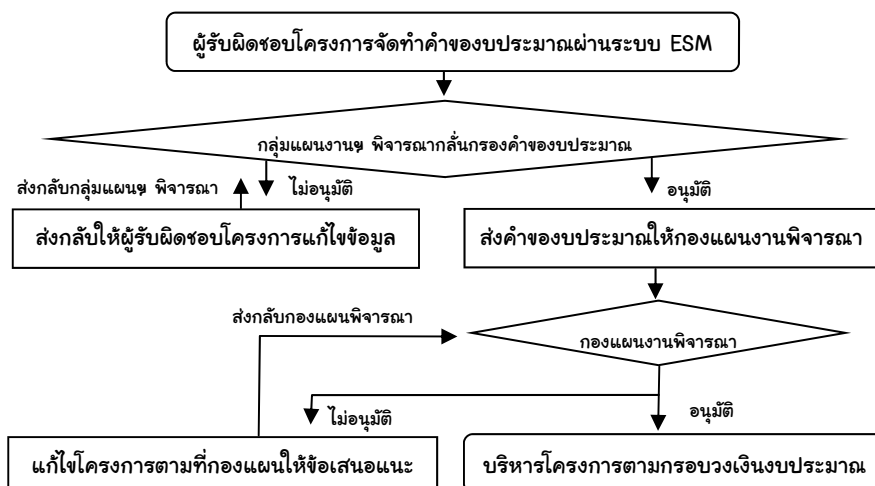 ผู้รับผิดชอบโครงการจัดทำคำของบประมาณผ่านระบบ ESM
กลุ่มแผนงานฯ พิจารณากลั่นกรองคำของบประมาณ
ส่งกลับกลุ่มแผนฯ พิจารณา
ไม่อนุมัติ
อนุมัติ
ส่งกลับให้ผู้รับผิดชอบโครงการแก้ไขข้อมูล
ส่งคำของบประมาณให้กองแผนงานพิจารณา
ส่งกลับกองแผนพิจารณา
กองแผนงานพิจารณา
ไม่อนุมัติ
อนุมัติ
แก้ไขโครงการตามที่กองแผนให้ข้อเสนอแนะ
บริหารโครงการตามกรอบวงเงินงบประมาณ